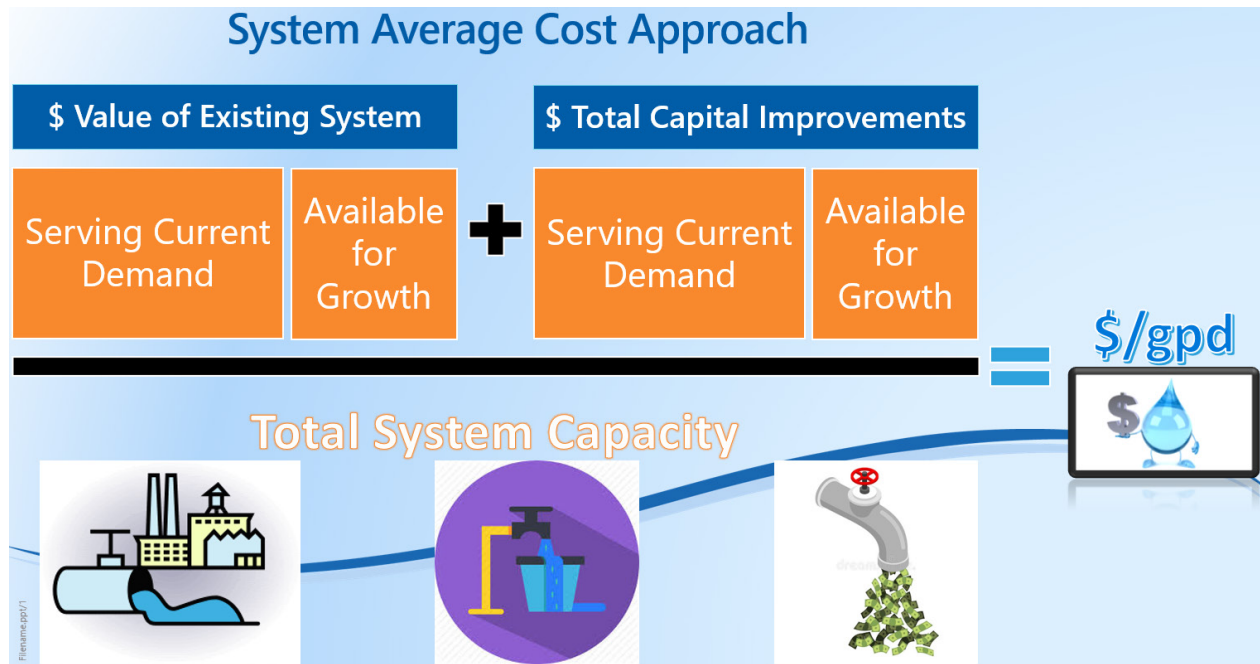 System Average Cost Approach
$ Value of Existing System
$ Total Capital Improvements
Serving Current
Demand
Available
for
Growth
+
Serving Current
Demand
Available
for
Growth
=
$/gpd
$
Total System Capacity
Filename.ppt/1